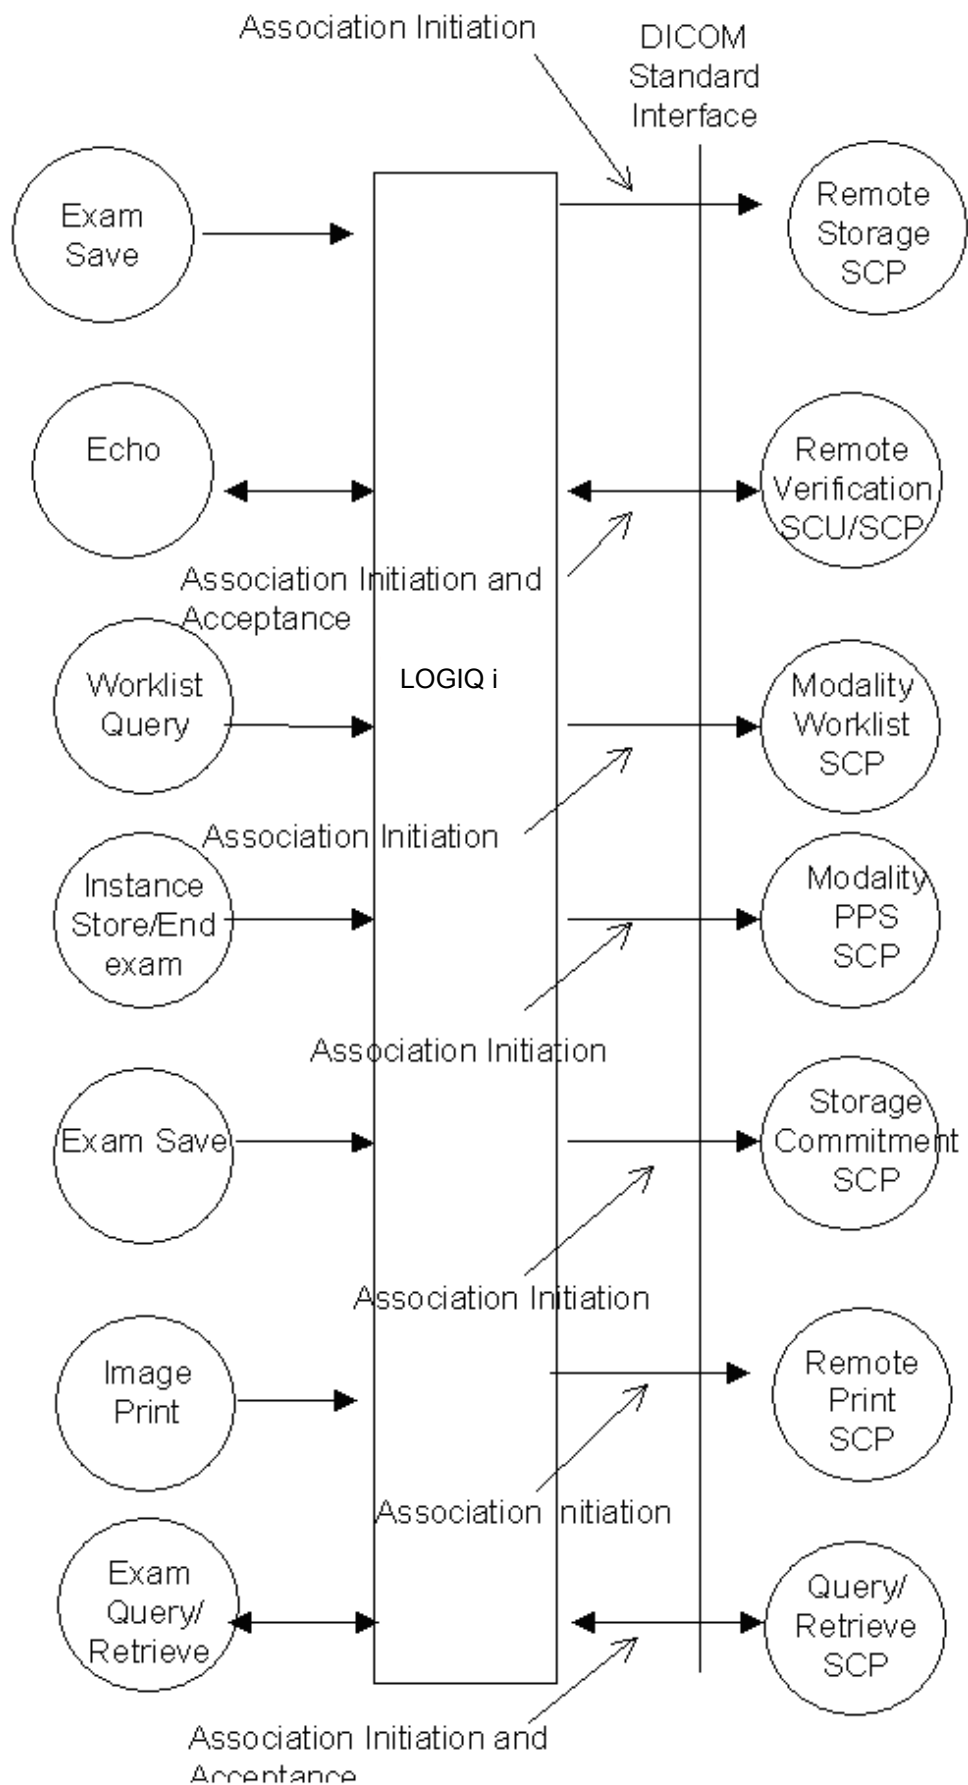 Association Initiation
DICOM
Standard
Interface
Exam
Save
Remote
Storage
SCP
Echo
Remote
Verification
SCU/SCP
Association Initiation and
Acceptance
LOGIQ i
Worklist
Query
Modality
Worklist
SCP
Association Initiation
Instance
Store/End
exam
Modality
PPS
SCP
Association Initiation
Exam Save
Storage
Commitment
SCP
Association Initiation
Image
Print
Remote
Print
SCP
Association Initiation
Exam
Query/
Retrieve
Query/
Retrieve
SCP
Association Initiation and
Acceptance